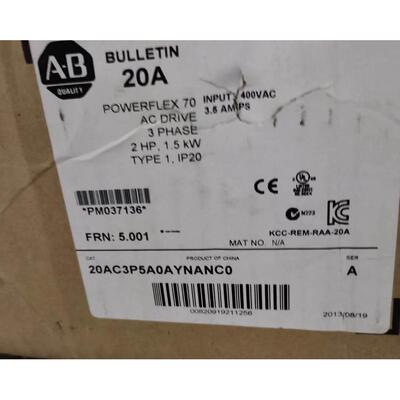 A-B
QUALITY
BULLETIN
20A
POWERFLEX 70
AC DRIVE
3 PHASE
2 HP, 1.5 kW
TYPE 1, IP20
INPUT: 400VAC
3.5 AMPS
*PM037136*
FRN: 5.001
CE
UL
N223
KCC-REM-RAA-20A
MAT NO. N/A
CAT
PRODUCT OF CHINA
SER
20AC3P5A0AYNANC0
A
00820919211256
2013/08/19